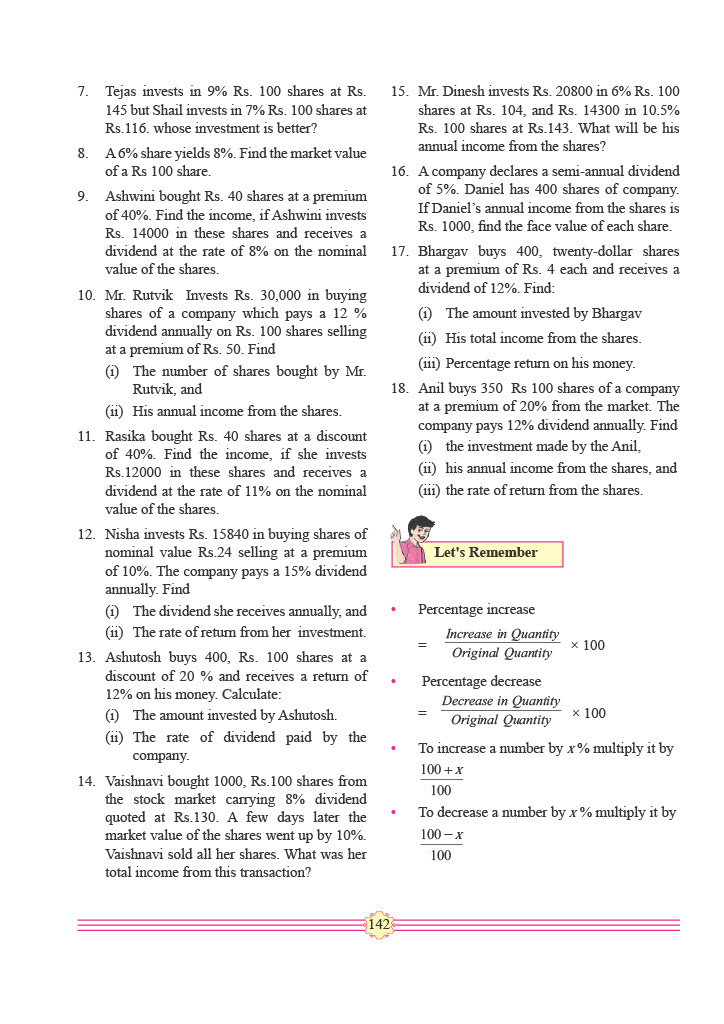 7. Tejas invests in 9% Rs. 100 shares at Rs.
145 but Shail invests in 7% Rs. 100 shares at
Rs.116. whose investment is better?
8. A 6% share yields 8%. Find the market value
of a Rs 100 share.
9. Ashwini bought Rs. 40 shares at a premium
of 40%. Find the income, if Ashwini invests
Rs. 14000 in these shares and receives a
dividend at the rate of 8% on the nominal
value of the shares.
10. Mr. Rutvik Invests Rs. 30,000 in buying
shares of a company which pays a 12 %
dividend annually on Rs. 100 shares selling
at a premium of Rs. 50. Find
(i) The number of shares bought by Mr.
Rutvik, and
(ii) His annual income from the shares.
11. Rasika bought Rs. 40 shares at a discount
of 40%. Find the income, if she invests
Rs.12000 in these shares and receives a
dividend at the rate of 11% on the nominal
value of the shares.
12. Nisha invests Rs. 15840 in buying shares of
nominal value Rs.24 selling at a premium
of 10%. The company pays a 15% dividend
annually. Find
(i) The dividend she receives annually, and
(ii) The rate of return from her investment.
13. Ashutosh buys 400, Rs. 100 shares at a
discount of 20 % and receives a return of
12% on his money. Calculate:
(i) The amount invested by Ashutosh.
(ii) The rate of dividend paid by the
company.
14. Vaishnavi bought 1000, Rs.100 shares from
the stock market carrying 8% dividend
quoted at Rs.130. A few days later the
market value of the shares went up by 10%.
Vaishnavi sold all her shares. What was her
total income from this transaction?
15. Mr. Dinesh invests Rs. 20800 in 6% Rs. 100
shares at Rs. 104, and Rs. 14300 in 10.5%
Rs. 100 shares at Rs.143. What will be his
annual income from the shares?
16. A company declares a semi-annual dividend
of 5%. Daniel has 400 shares of company.
If Daniel’s annual income from the shares is
Rs. 1000, find the face value of each share.
17. Bhargav buys 400, twenty-dollar shares
at a premium of Rs. 4 each and receives a
dividend of 12%. Find:
(i) The amount invested by Bhargav
(ii) His total income from the shares.
(iii) Percentage return on his money.
18. Anil buys 350 Rs 100 shares of a company
at a premium of 20% from the market. The
company pays 12% dividend annually. Find
(i) the investment made by the Anil,
(ii) his annual income from the shares, and
(iii) the rate of return from the shares.
Let's Remember
• Percentage increase
= Increase in Quantity / Original Quantity × 100
• Percentage decrease
= Decrease in Quantity / Original Quantity × 100
• To increase a number by x % multiply it by
100 + x
100
• To decrease a number by x % multiply it by
100 − x
100
142